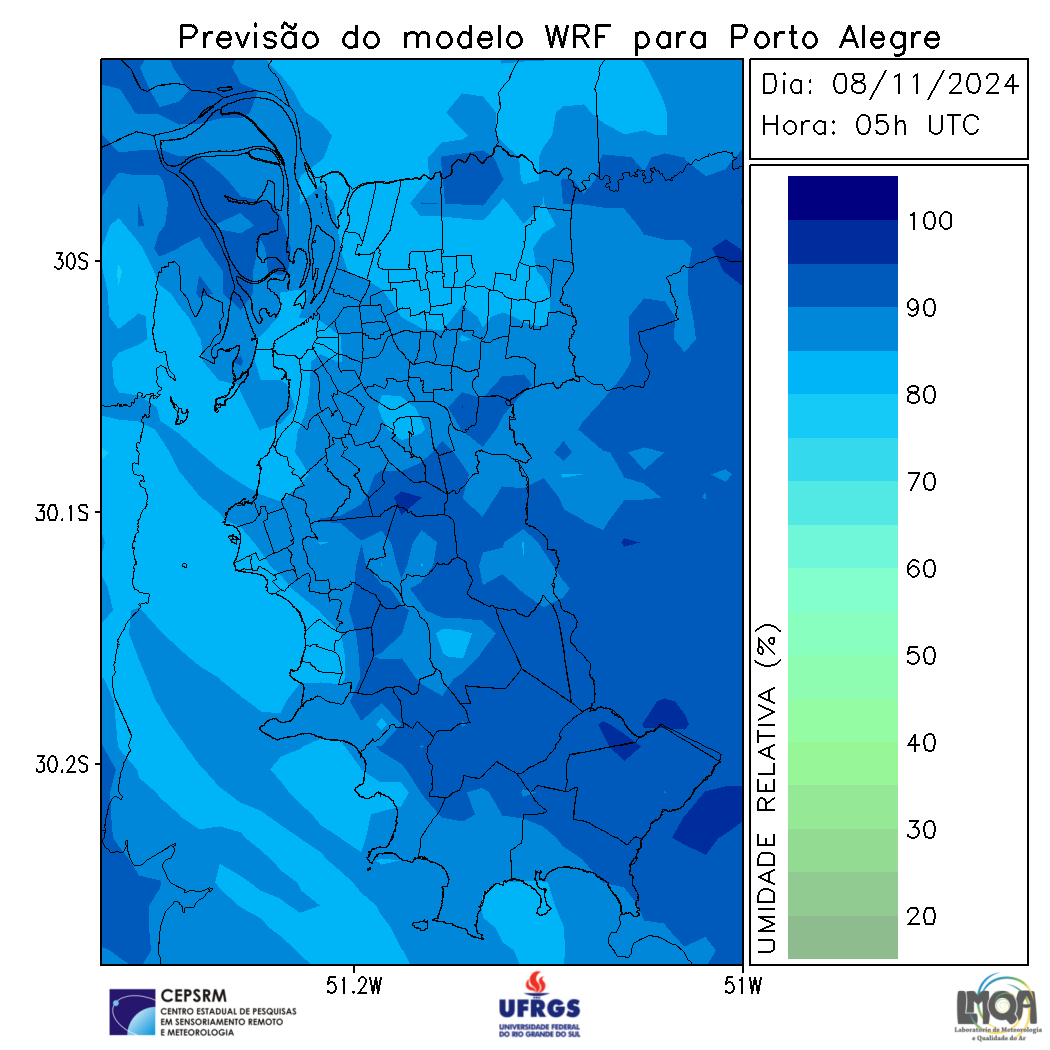 Previsão do modelo WRF para Porto Alegre
Dia: 08/11/2024
Hora: 05h UTC
30S
30.1S
30.2S
51.2W
51W
UMIDADE RELATIVA (%)
100
90
80
70
60
50
40
30
20
CEPSRM
CENTRO ESTADUAL DE PESQUISAS
EM SENSORIAMENTO REMOTO
E METEOROLOGIA
UFRGS
UNIVERSIDADE FEDERAL
DO RIO GRANDE DO SUL
LMQA
Laboratório de Meteorologia
e Qualidade do Ar